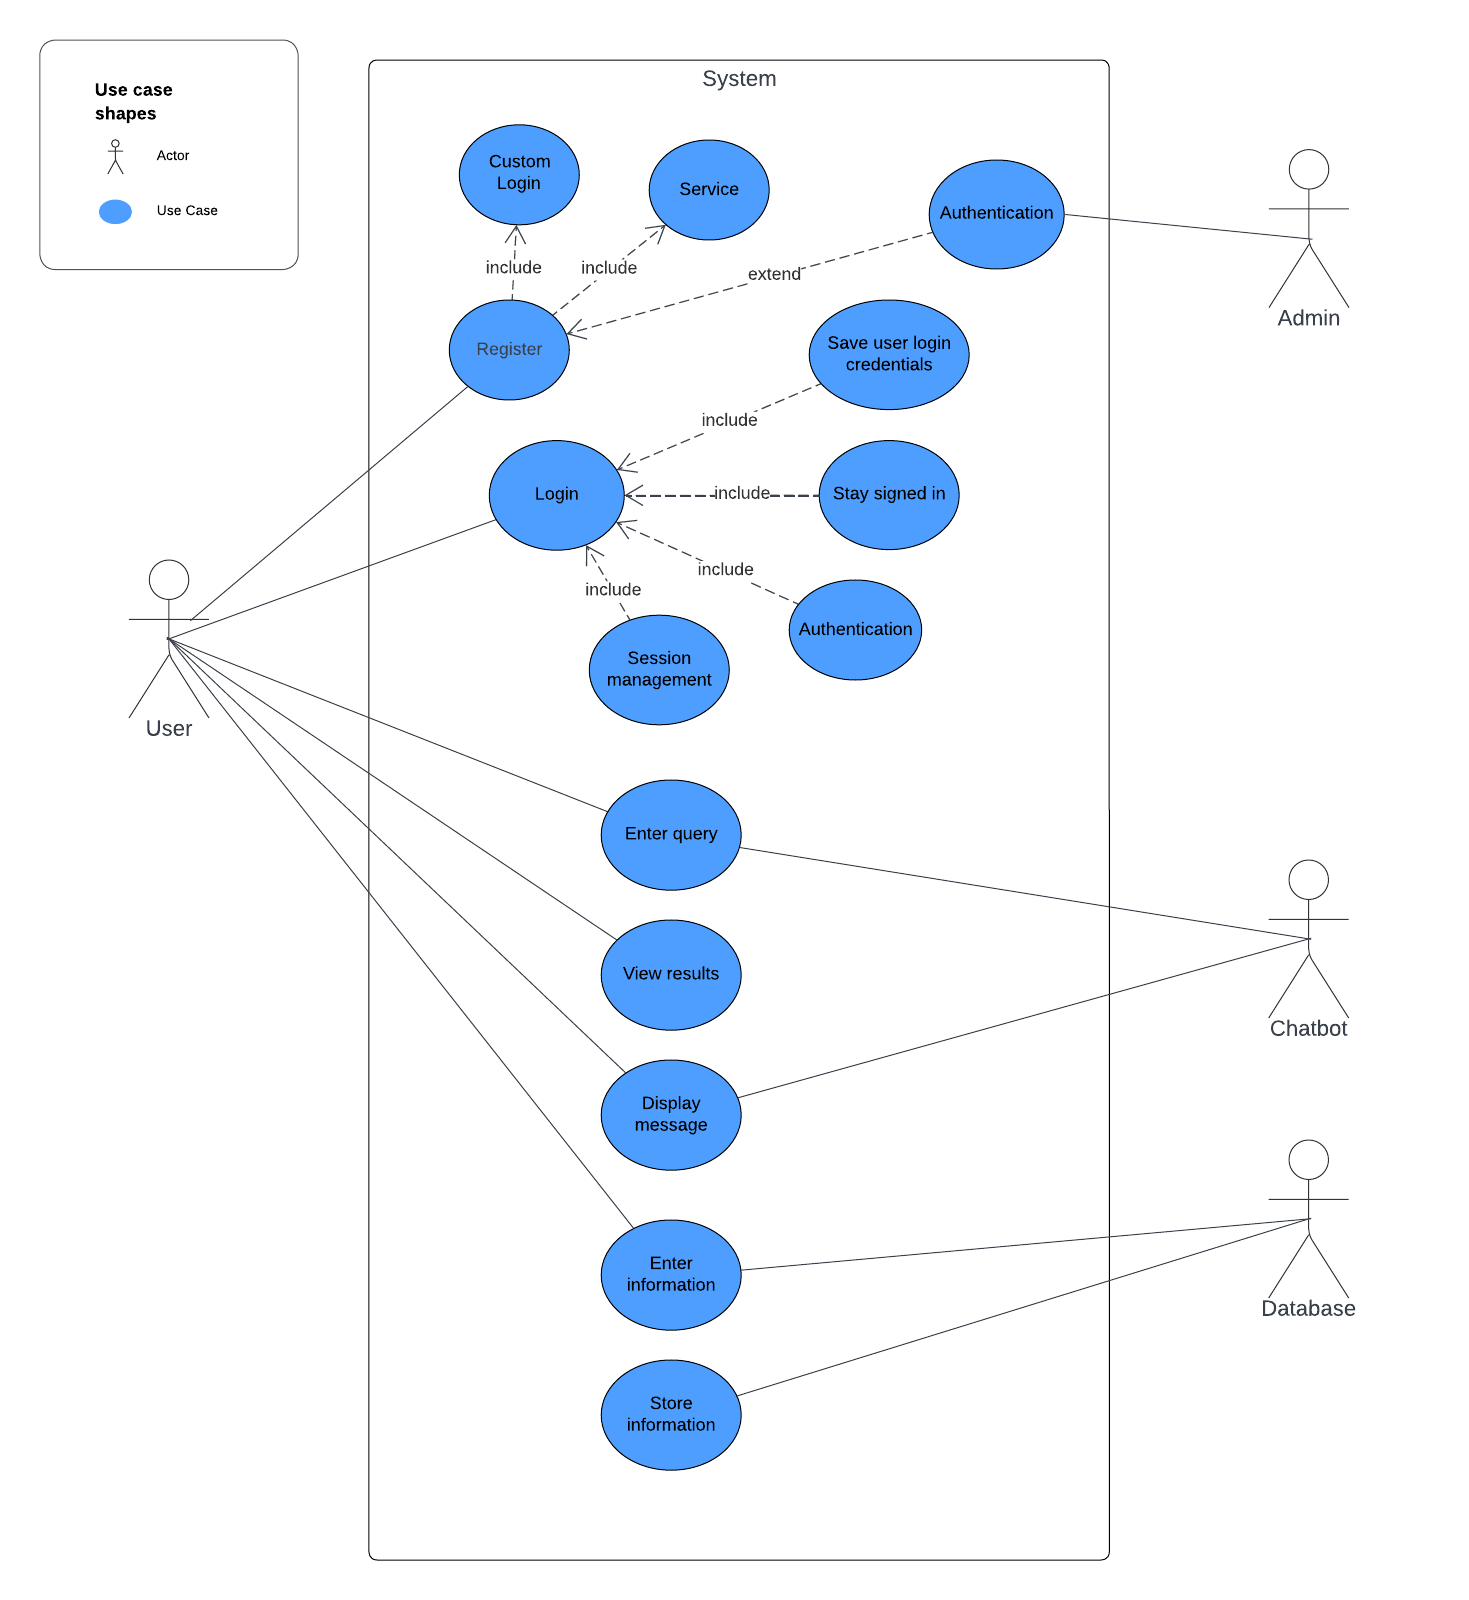 Use case
shapes
Actor
Use Case
System
Custom
Login
Service
Authentication
include
include
extend
Register
Admin
Save user login
credentials
include
Login
include
Stay signed in
include
include
Authentication
Session
management
User
Enter query
View results
Chatbot
Display
message
Enter
information
Database
Store
information